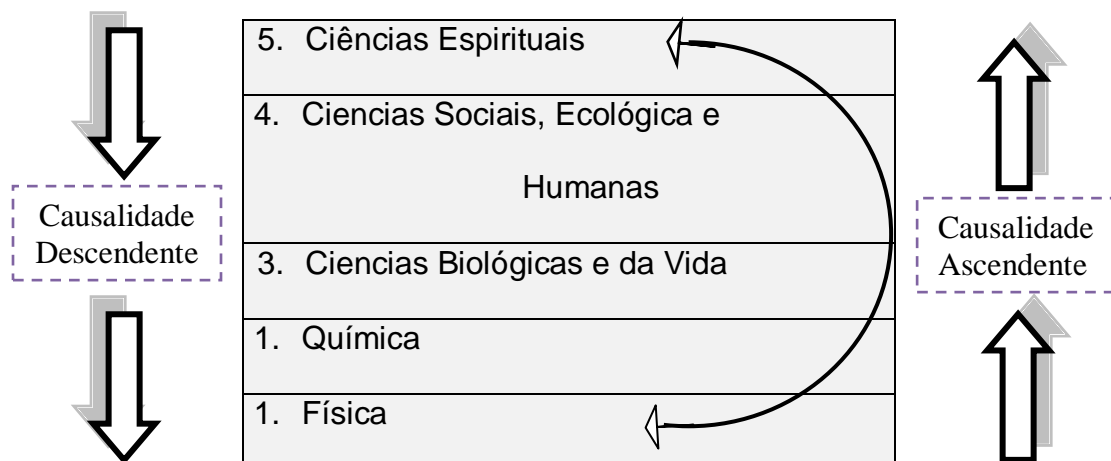 5. Ciências Espirituais
4. Ciencias Sociais, Ecológica e
Humanas
Causalidade
Descendente
3. Ciencias Biológicas e da Vida
1. Química
1. Física
Causalidade
Ascendente